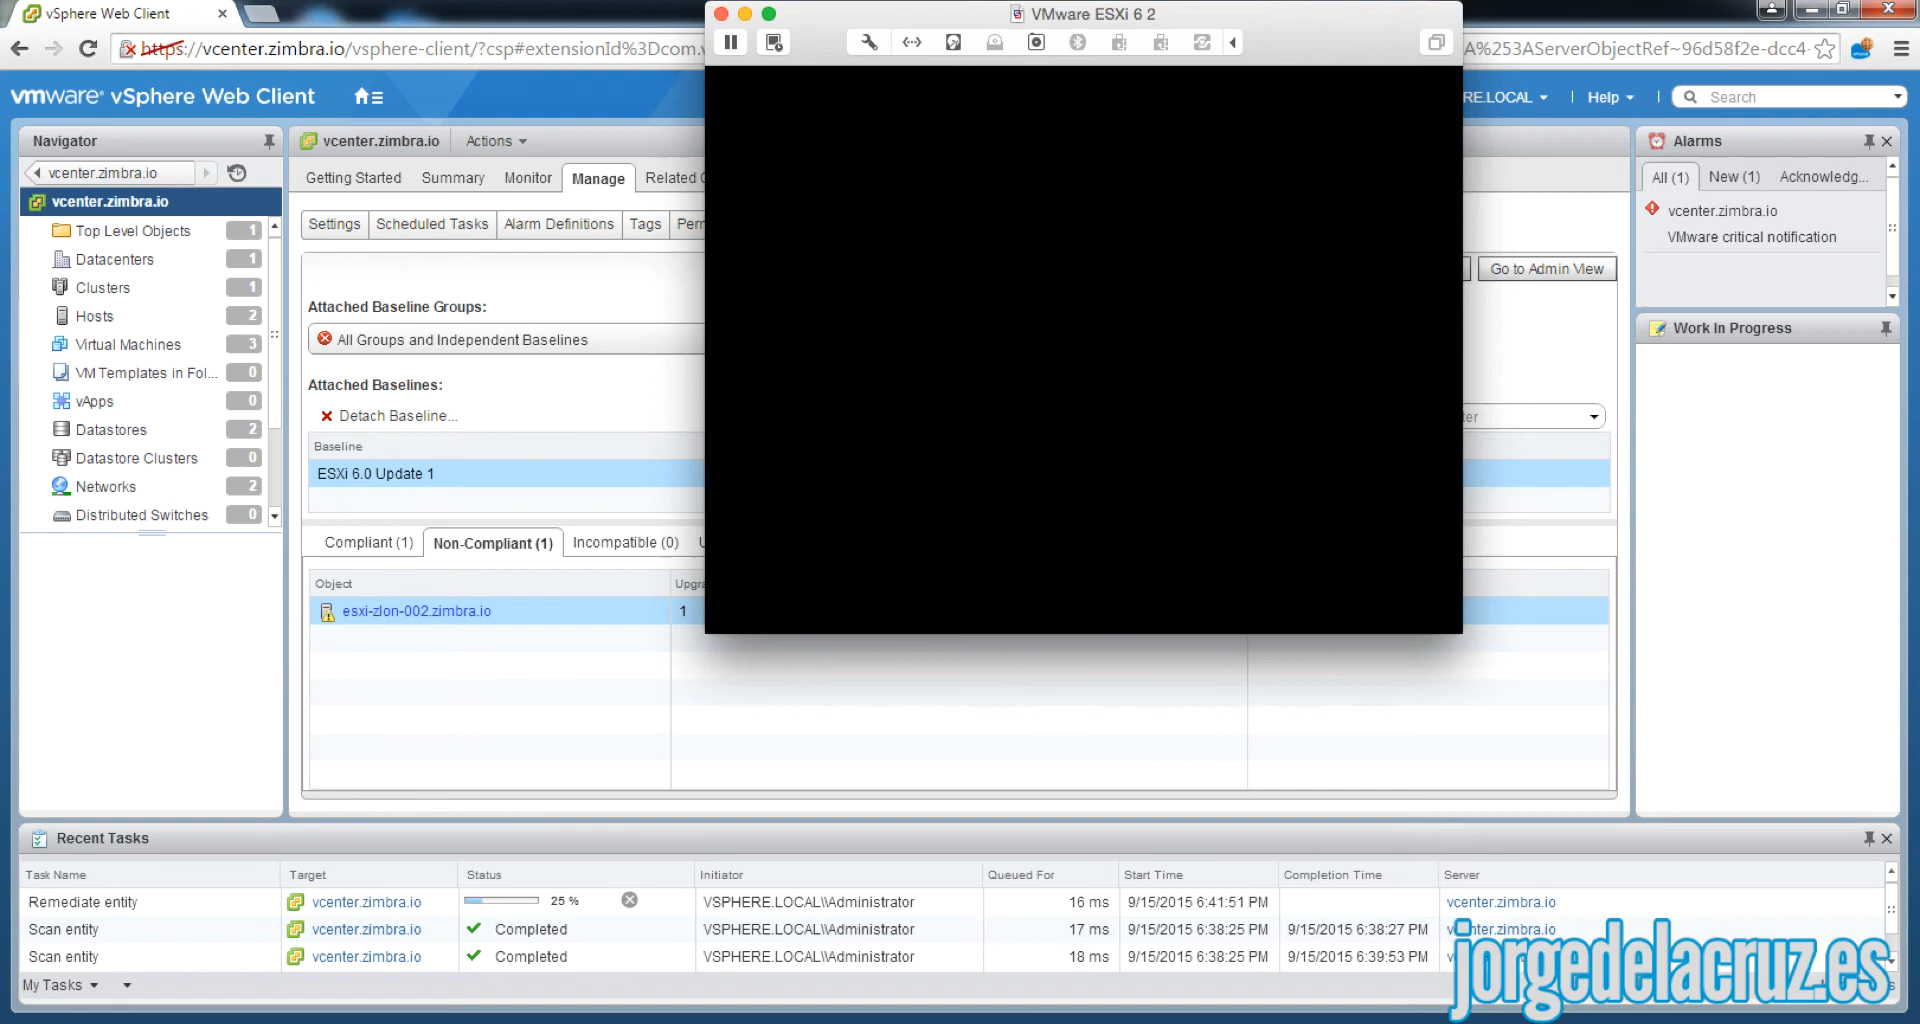 vSphere Web Client
VMware ESXi 6 2
https://vcenter.zimbra.io/vsphere-client/?csp#extensionId%3Dcom.v
A%253AServerObjectRef~96d58f2e-dcc4-
vmware® vSphere Web Client
RE.LOCAL
Help
Search
Navigator
vcenter.zimbra.io
vcenter.zimbra.io
Top Level Objects 1
Datacenters 1
Clusters 1
Hosts 2
Virtual Machines 3
VM Templates in Fol... 0
vApps 0
Datastores 2
Datastore Clusters 0
Networks 2
Distributed Switches 0
vcenter.zimbra.io Actions
Getting Started Summary Monitor Manage Related
Settings Scheduled Tasks Alarm Definitions Tags Per
Go to Admin View
Attached Baseline Groups:
All Groups and Independent Baselines
Attached Baselines:
Detach Baseline...
ter
Baseline
ESXi 6.0 Update 1
Compliant (1) Non-Compliant (1) Incompatible (0)
Object Upgra
esxi-zlon-002.zimbra.io 1
Alarms
All (1) New (1) Acknowledg...
vcenter.zimbra.io
VMware critical notification
Work In Progress
Recent Tasks
Task Name Target Status Initiator Queued For Start Time Completion Time Server
Remediate entity vcenter.zimbra.io 25 % VSPHERE.LOCAL\\Administrator 16 ms 9/15/2015 6:41:51 PM vcenter.zimbra.io
Scan entity vcenter.zimbra.io Completed VSPHERE.LOCAL\\Administrator 17 ms 9/15/2015 6:38:25 PM 9/15/2015 6:38:27 PM vcenter.zimbra.io
Scan entity vcenter.zimbra.io Completed VSPHERE.LOCAL\\Administrator 18 ms 9/15/2015 6:38:25 PM 9/15/2015 6:39:53 PM
My Tasks
jorgedelacruz.es